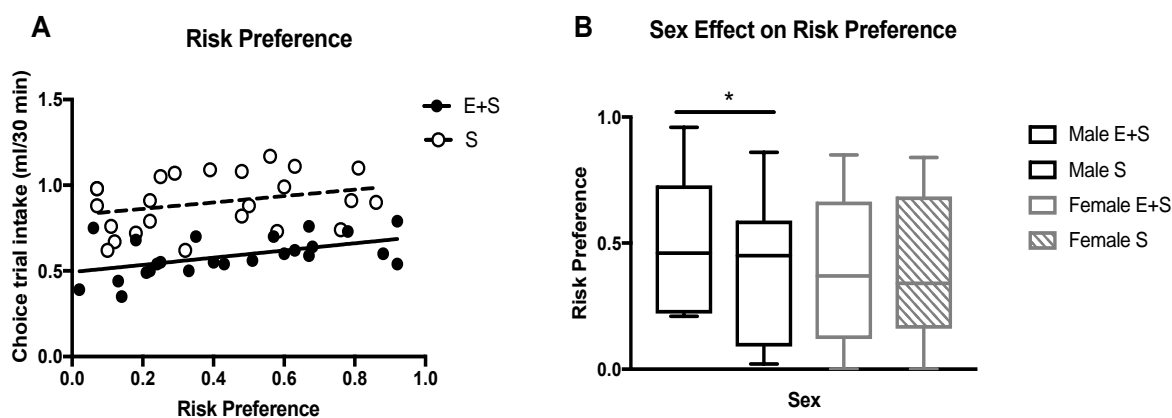 A
Risk Preference
Choice trial intake (ml/30 min)
1.5
1.0
0.5
0.0
0.0 0.2 0.4 0.6 0.8 1.0
Risk Preference
E+S
S
B
Sex Effect on Risk Preference
*
Risk Preference
1.0
0.5
0.0
Sex
Male E+S
Male S
Female E+S
Female S